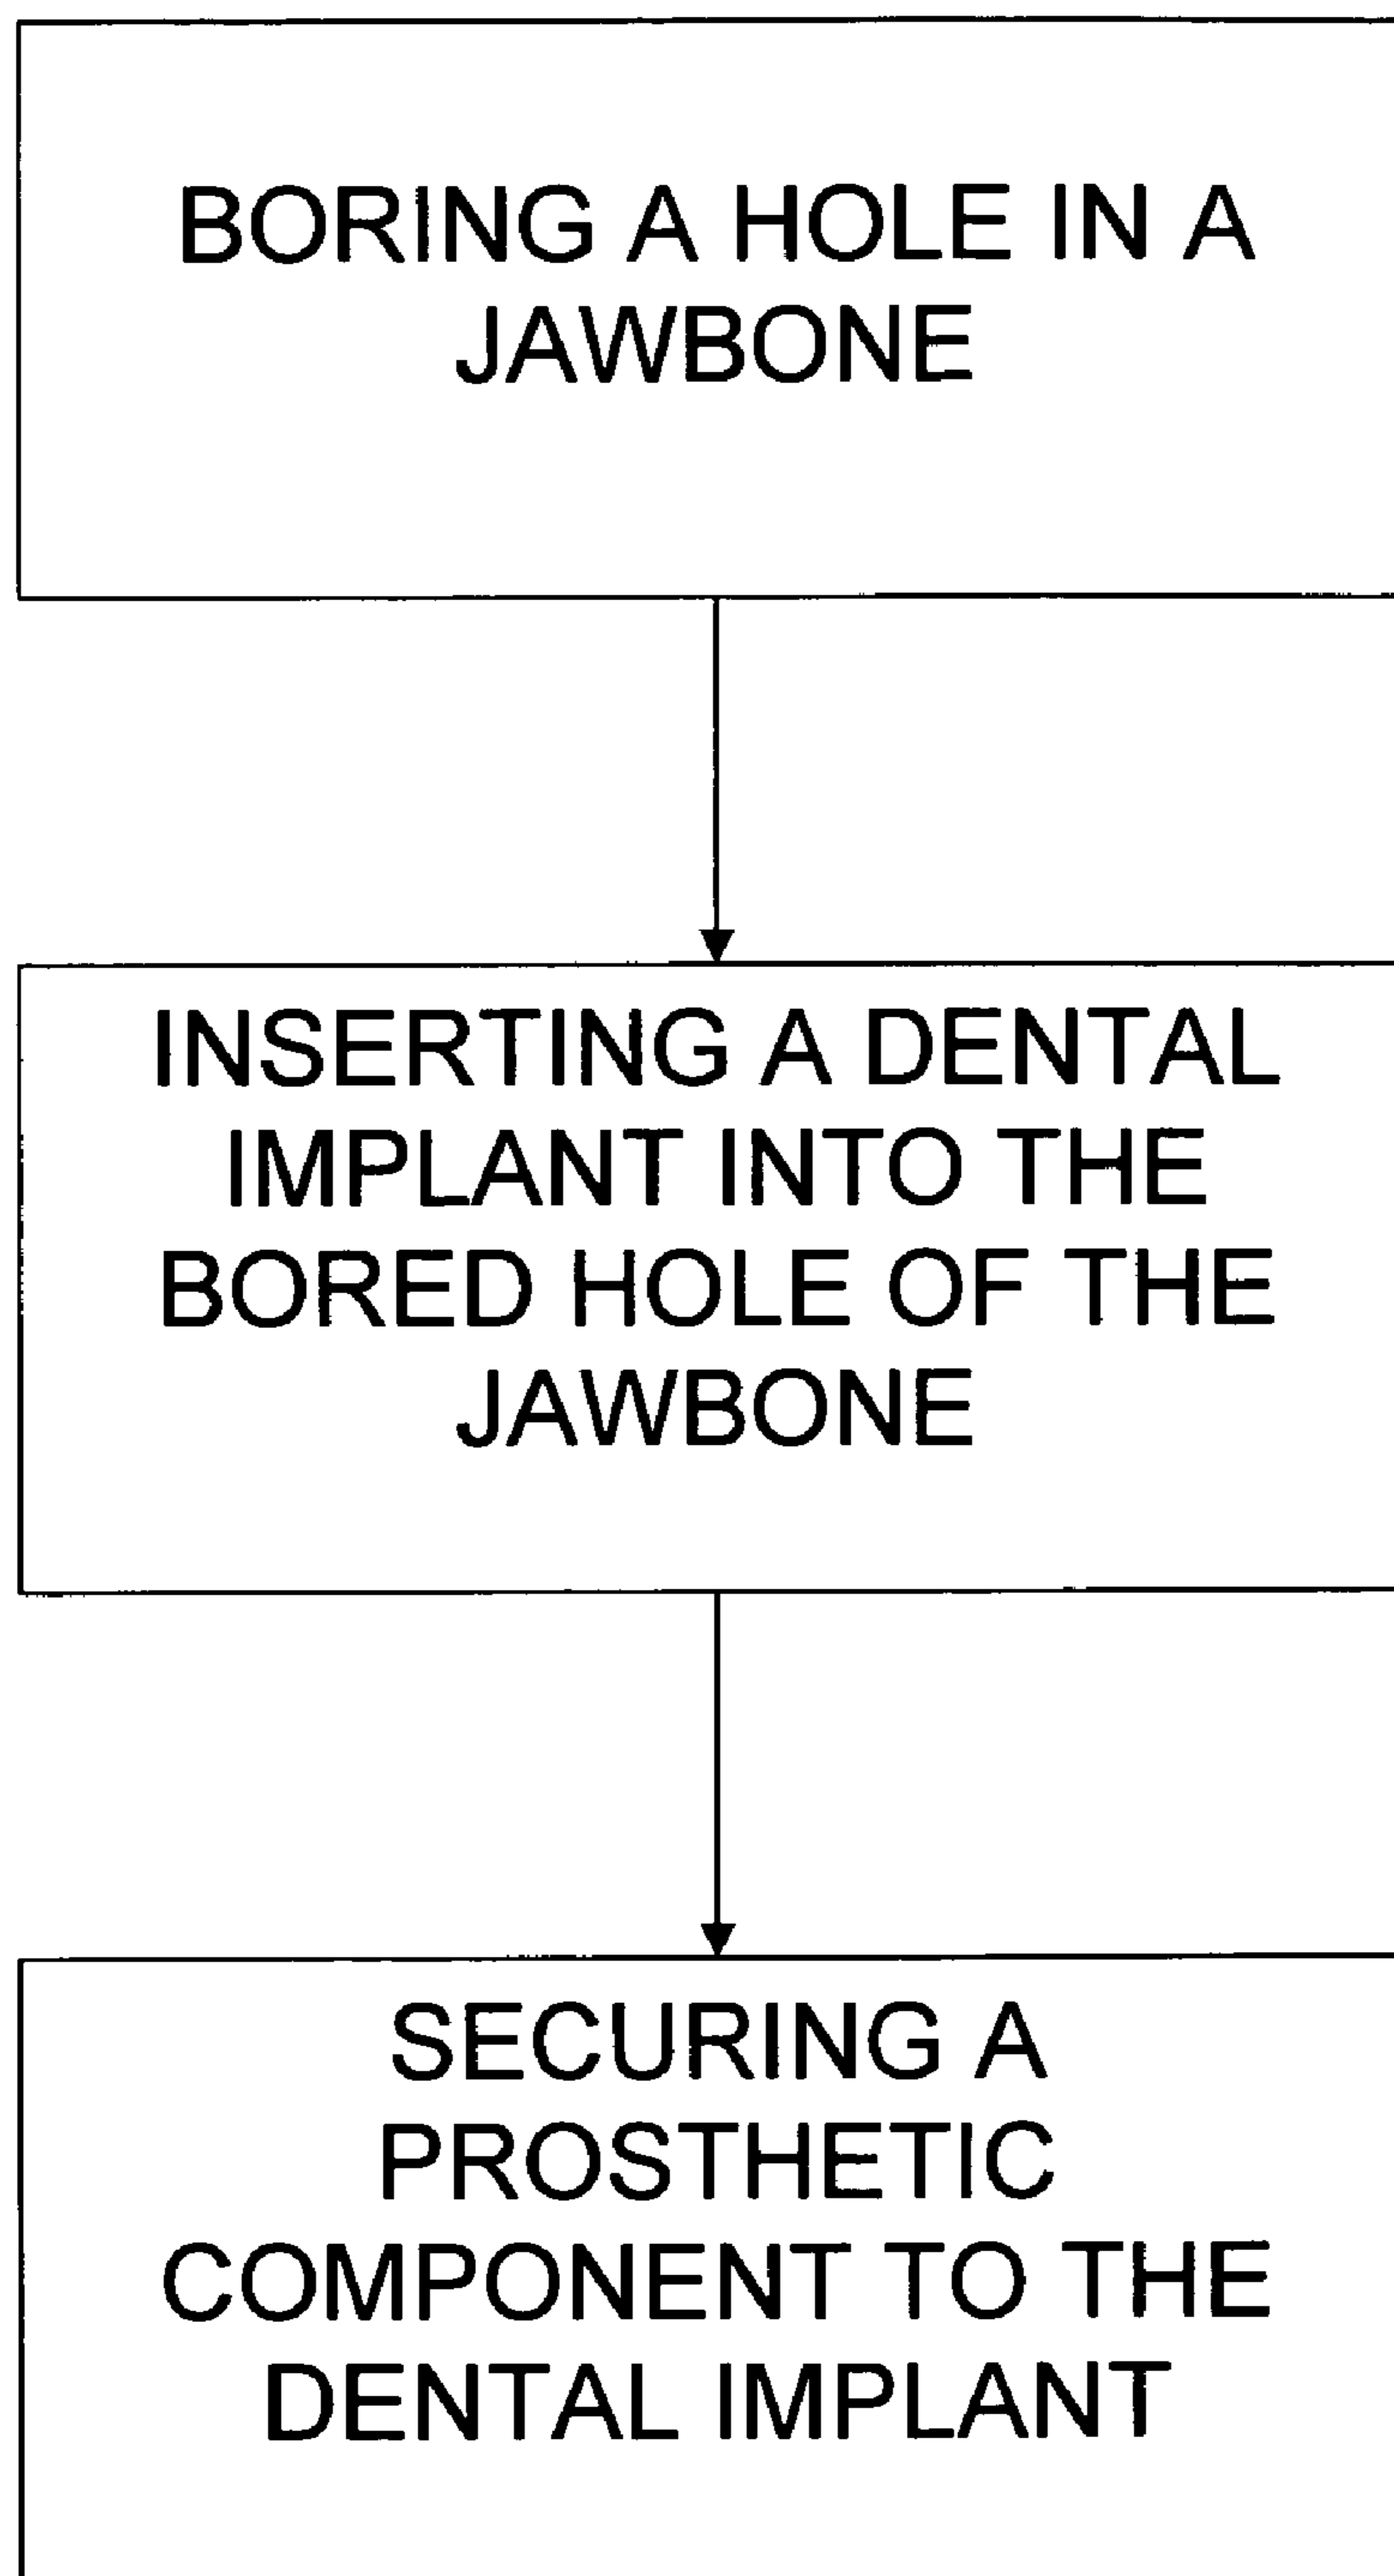 BORING A HOLE IN A
JAWBONE
INSERTING A DENTAL
IMPLANT INTO THE
BORED HOLE OF THE
JAWBONE
SECURING A
PROSTHETIC
COMPONENT TO THE
DENTAL IMPLANT